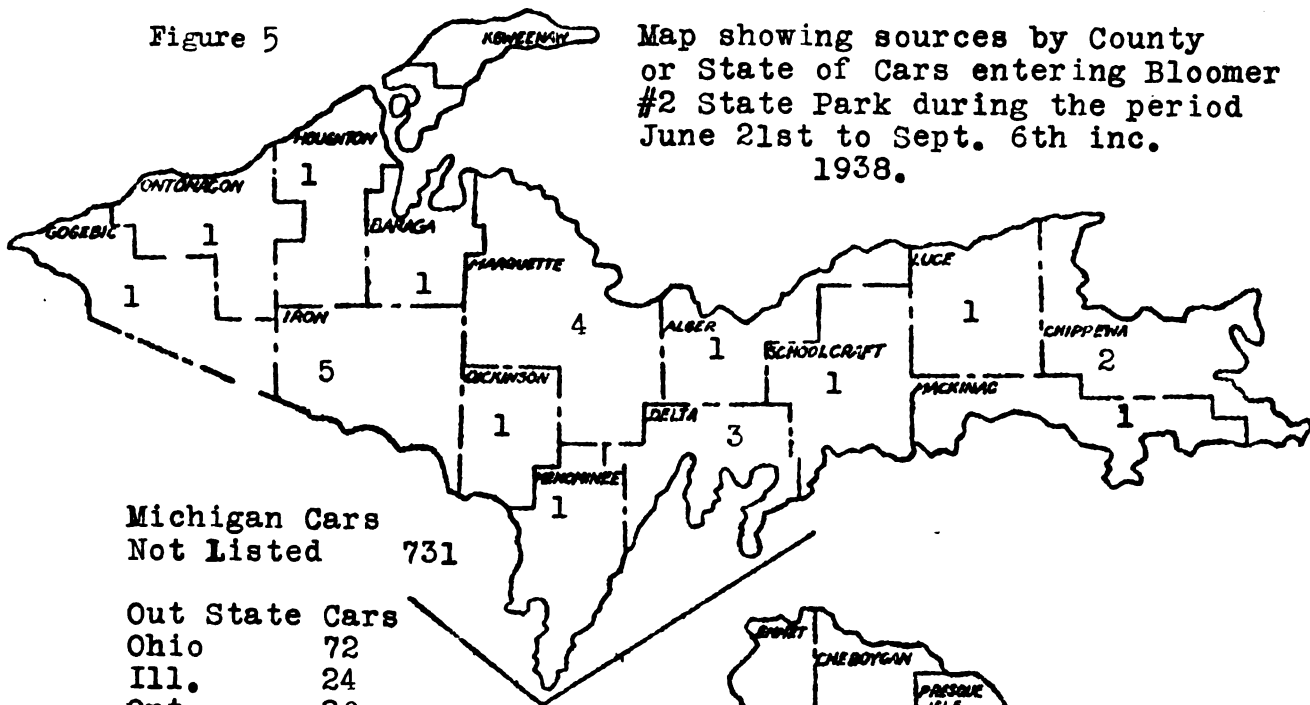 Figure 5
Map showing sources by County
or State of Cars entering Bloomer
#2 State Park during the period
June 21st to Sept. 6th inc.
1938.
KEWEENAW
HOUGHTON
1
ONTONAGON
1
GOGEBIC
1
BARAGA
1
MARQUETTE
4
IRON
5
DICKINSON
1
MENOMINEE
1
ALGER
1
DELTA
3
SCHOOLCRAFT
1
LUCE
1
CHIPPEWA
2
MACKINAC
1
Michigan Cars
Not Listed 731
Out State Cars
Ohio 72
Ill. 24
EMMET
CHEBOYGAN
PRESQUE
ISLE